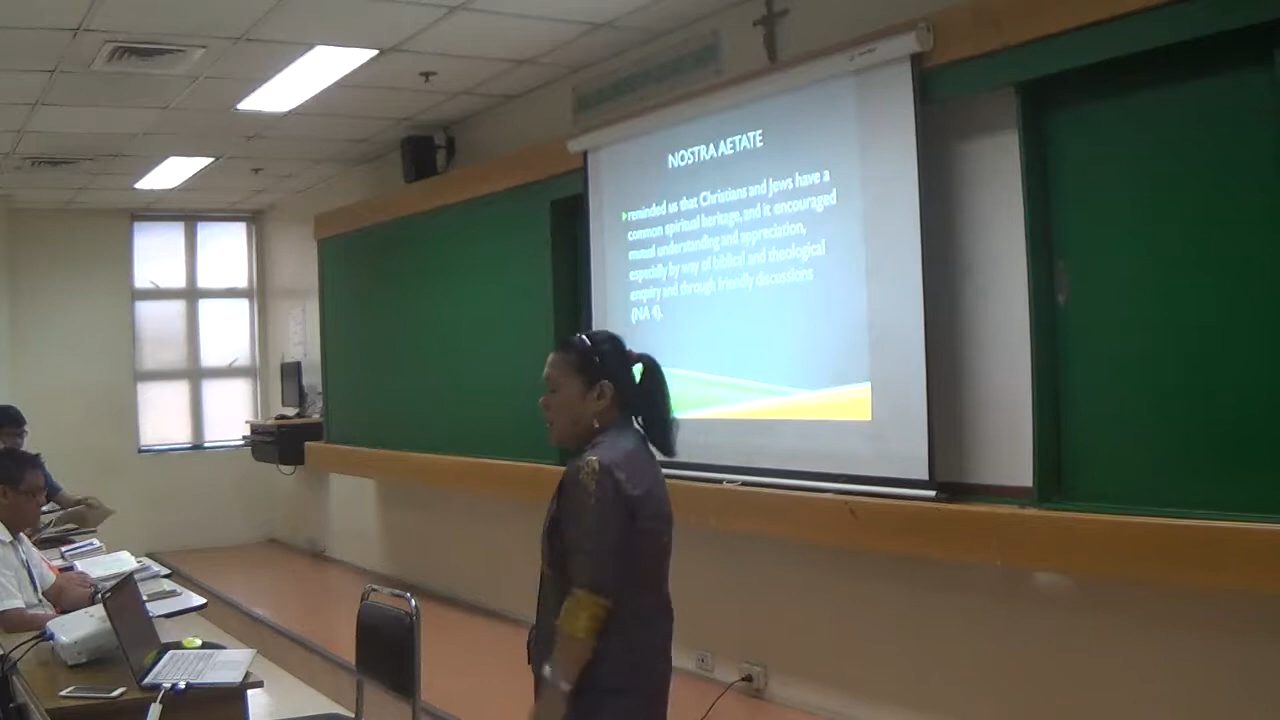 NOSTRA AETATE
reminded us that Christians and Jews have a
common spiritual heritage, and it encouraged
mutual understanding and appreciation,
especially by way of biblical and theological
enquiry and through friendly discussions
(NA 4).